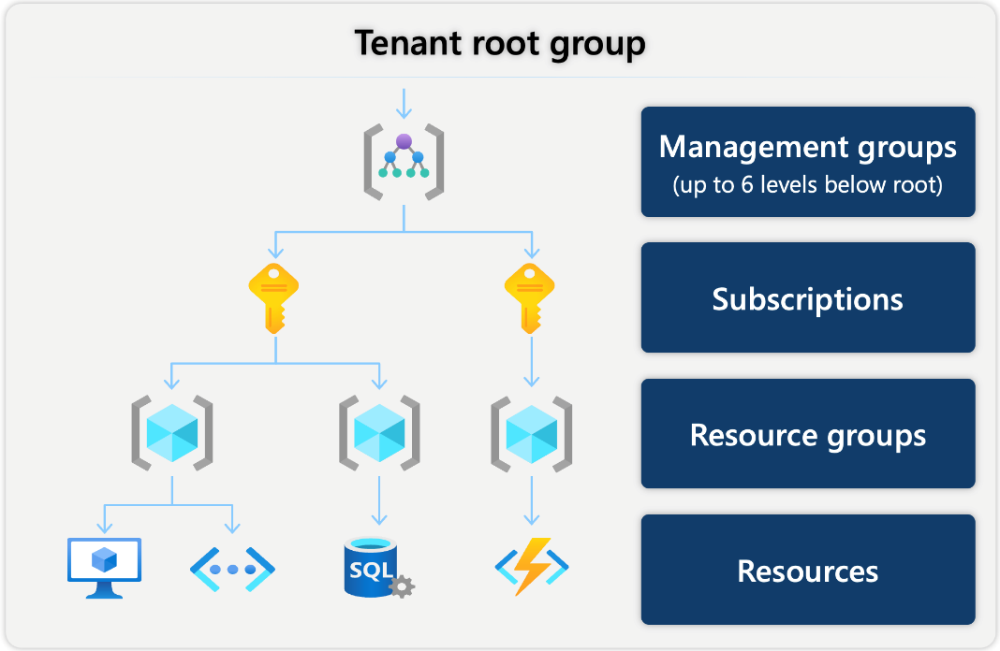 Tenant root group
Management groups
(up to 6 levels below root)
Subscriptions
Resource groups
SQL
Resources